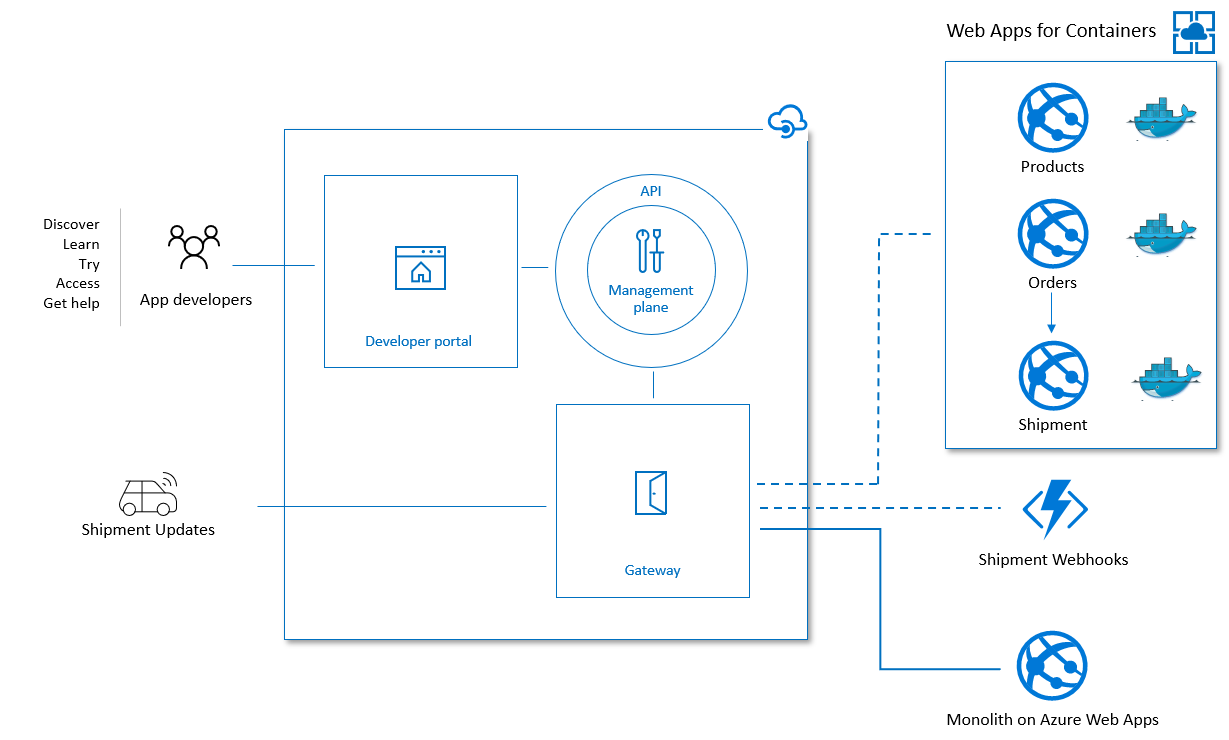 Web Apps for Containers
Products
Orders
Shipment
API
Management
plane
Developer portal
Discover
Learn
Try
Access
Get help
App developers
Shipment Updates
Gateway
Shipment Webhooks
Monolith on Azure Web Apps